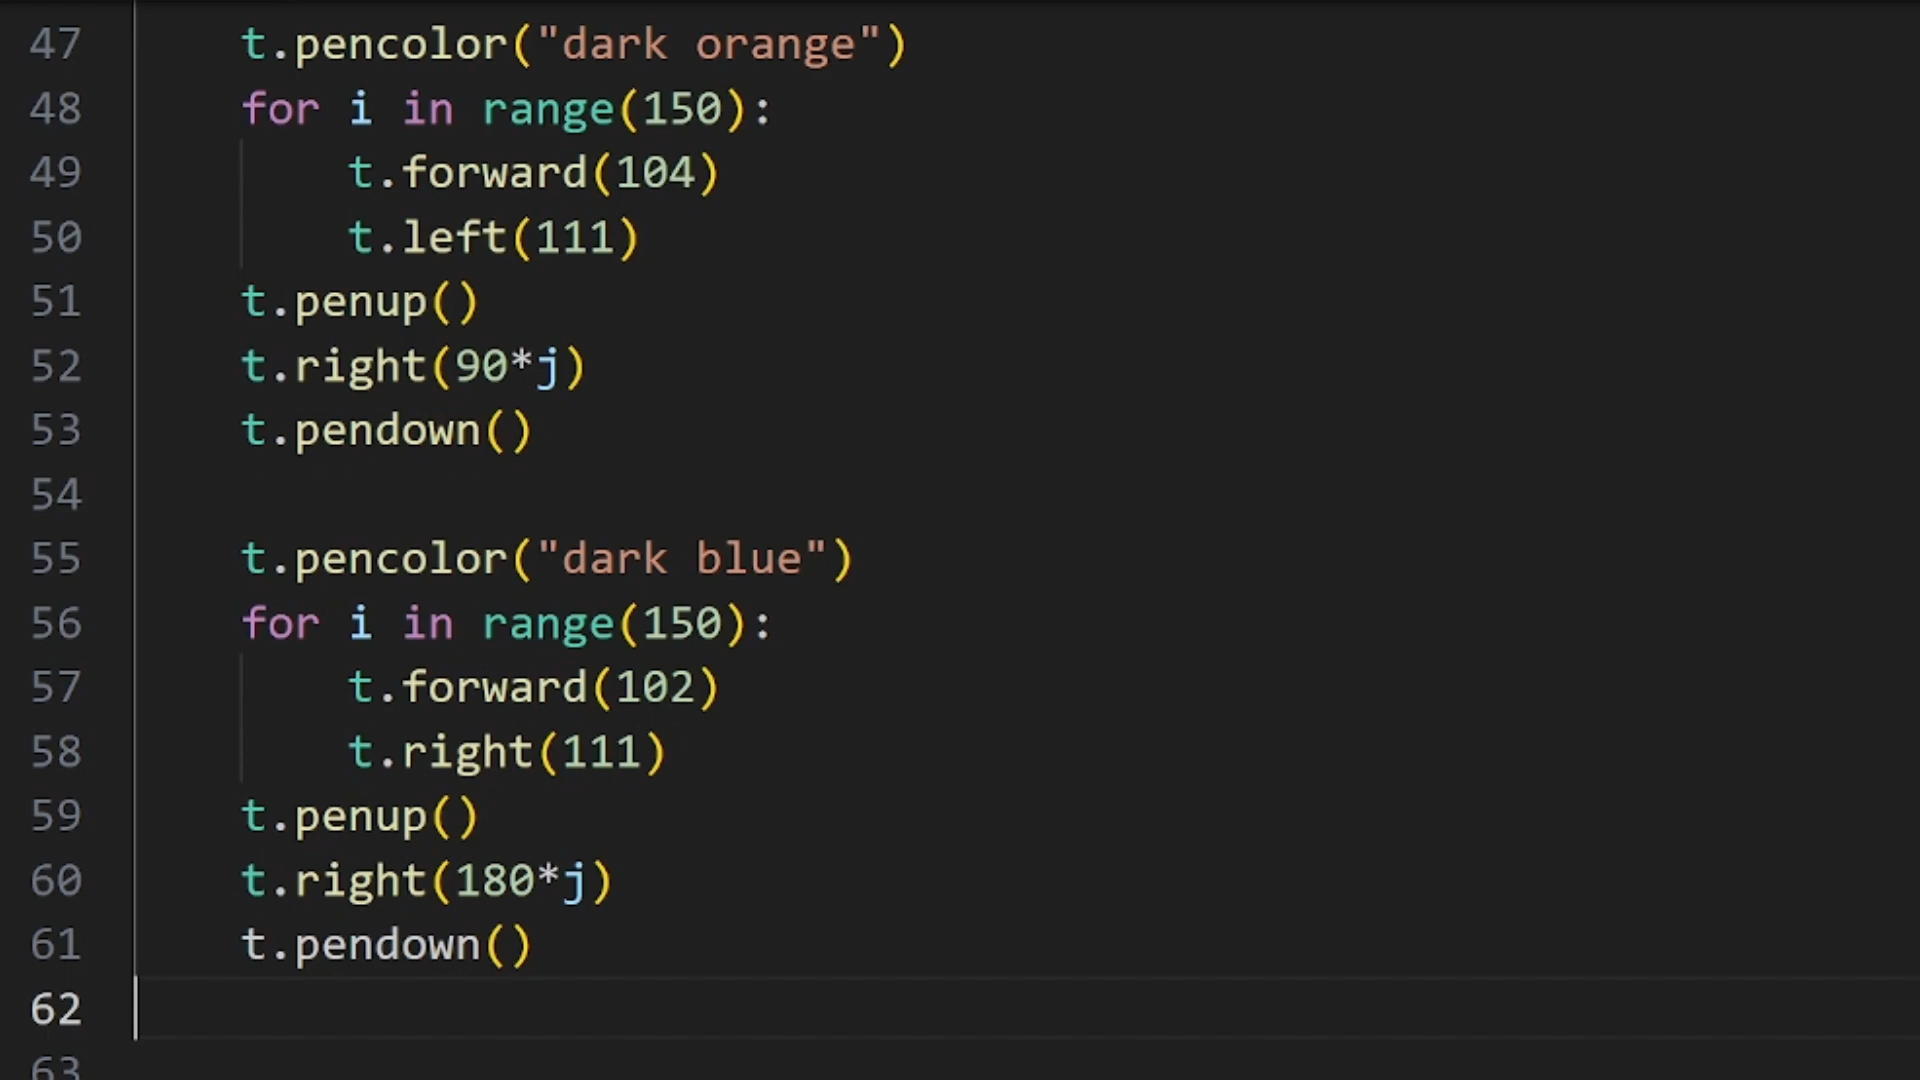 47 t.pencolor("dark orange")
48 for i in range(150):
49 t.forward(104)
50 t.left(111)
51 t.penup()
52 t.right(90*j)
53 t.pendown()
54
55 t.pencolor("dark blue")
56 for i in range(150):
57 t.forward(102)
58 t.right(111)
59 t.penup()
60 t.right(180*j)
61 t.pendown()
62
63